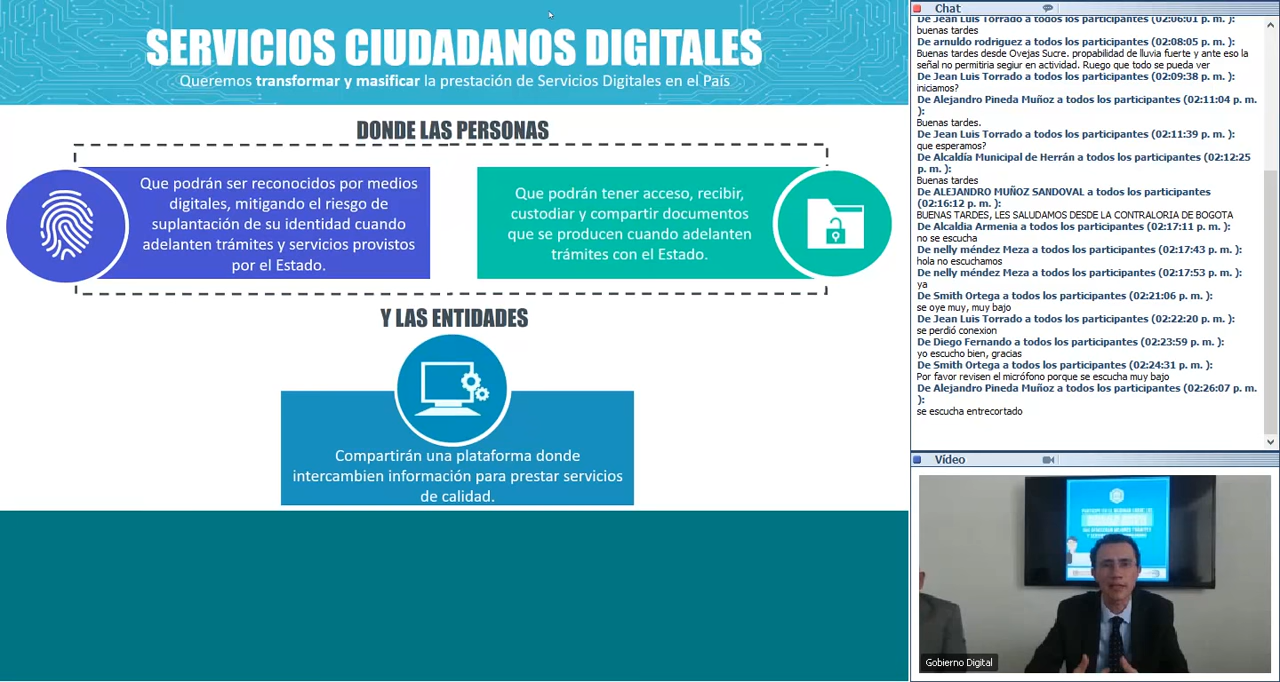 SERVICIOS CIUDADANOS DIGITALES
Queremos transformar y masificar la prestación de Servicios Digitales en el País
DONDE LAS PERSONAS
Que podrán ser reconocidos por medios
digitales, mitigando el riesgo de
suplantación de su identidad cuando
adelanten trámites y servicios provistos
por el Estado.
Que podrán tener acceso, recibir,
custodiar y compartir documentos
que se producen cuando adelanten
trámites con el Estado.
Y LAS ENTIDADES
Compartirán una plataforma donde
intercambien información para prestar servicios
de calidad.
Chat
De Jean Luis Torrado a todos los participantes (02:06:01 p. m. ):
buenas tardes
De arnuldo rodriguez a todos los participantes (02:08:05 p. m. ):
Buenas tardes desde Ovejas Sucre. propabilidad de lluvia fuerte y ante eso la
señal no permitiria segiur en actividad. Ruego que todo se pueda ver
De Jean Luis Torrado a todos los participantes (02:09:38 p. m. ):
iniciamos?
De Alejandro Pineda Muñoz a todos los participantes (02:11:04 p. m.
):
Buenas tardes.
De Jean Luis Torrado a todos los participantes (02:11:39 p. m. ):
que esperamos?
De Alcaldía Municipal de Herrán a todos los participantes (02:12:25
p. m. ):
Buenas tardes
De ALEJANDRO MUÑOZ SANDOVAL a todos los participantes
(02:16:12 p. m. ):
BUENAS TARDES, LES SALUDAMOS DESDE LA CONTRALORIA DE BOGOTA
De Alcaldia Armenia a todos los participantes (02:17:11 p. m. ):
no se escucha
De nelly méndez Meza a todos los participantes (02:17:43 p. m. ):
hola no escuchamos
De nelly méndez Meza a todos los participantes (02:17:53 p. m. ):
ya
De Smith Ortega a todos los participantes (02:21:06 p. m. ):
se oye muy, muy bajo
De Jean Luis Torrado a todos los participantes (02:22:20 p. m. ):
se perdió conexion
De Diego Fernando a todos los participantes (02:23:59 p. m. ):
yo escucho bien, gracias
De Smith Ortega a todos los participantes (02:24:31 p. m. ):
Por favor revisen el micrófono porque se escucha muy bajo
De Alejandro Pineda Muñoz a todos los participantes (02:26:07 p. m.
):
se escucha entrecortado
Vídeo
Gobierno Digital